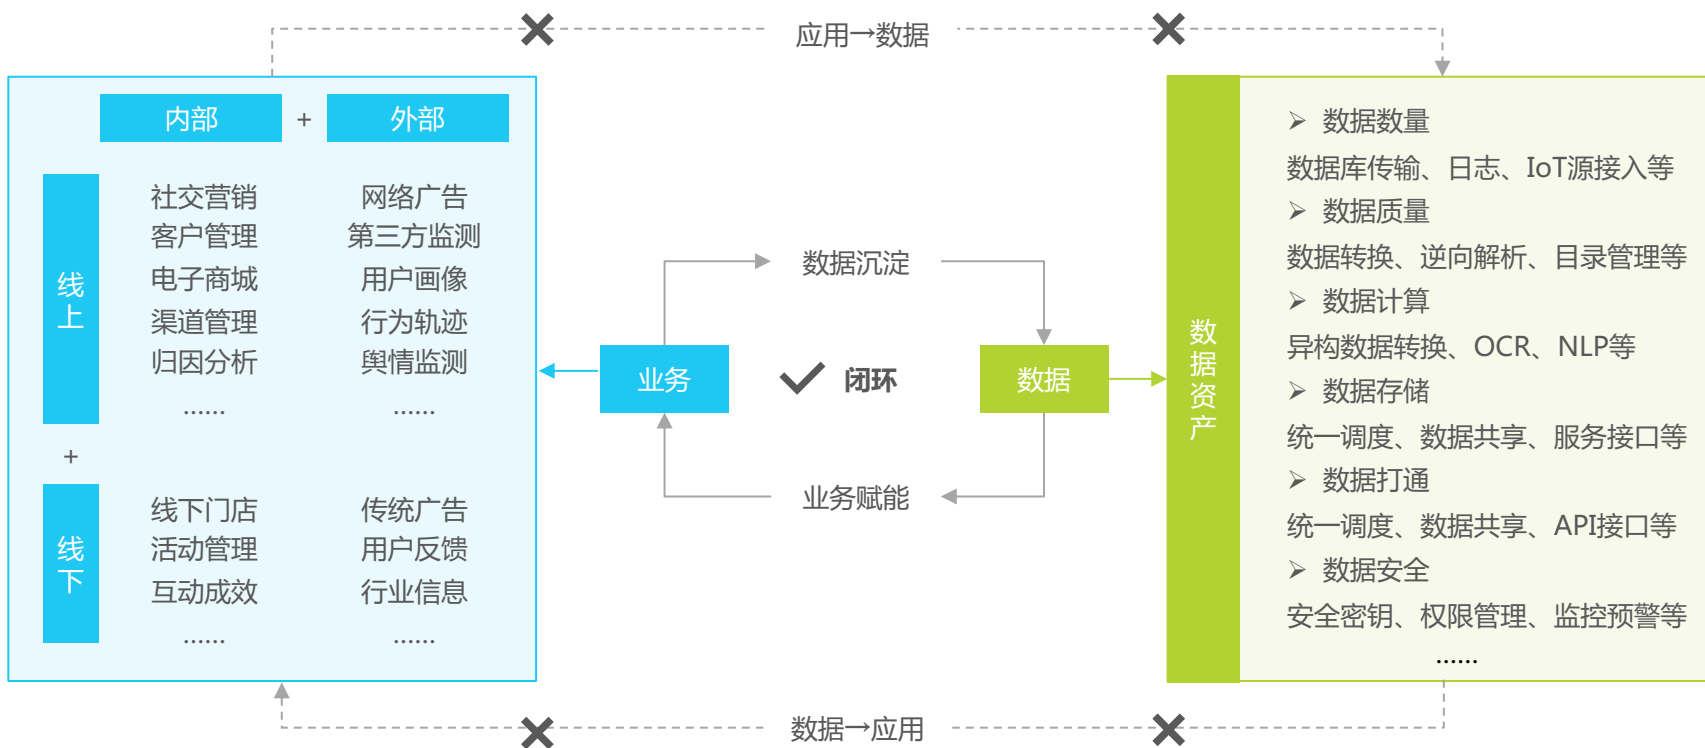 应用→数据
内部 + 外部
线上
社交营销 网络广告
客户管理 第三方监测
电子商城 用户画像
渠道管理 行为轨迹
归因分析 舆情监测
…… ……
+
线下
线下门店 传统广告
活动管理 用户反馈
互动成效 行业信息
…… ……
数据沉淀
业务
闭环
数据
业务赋能
数据资产
➢ 数据数量
数据库传输、日志、IoT源接入等
➢ 数据质量
数据转换、逆向解析、目录管理等
➢ 数据计算
异构数据转换、OCR、NLP等
➢ 数据存储
统一调度、数据共享、服务接口等
➢ 数据打通
统一调度、数据共享、API接口等
➢ 数据安全
安全密钥、权限管理、监控预警等
……
数据→应用